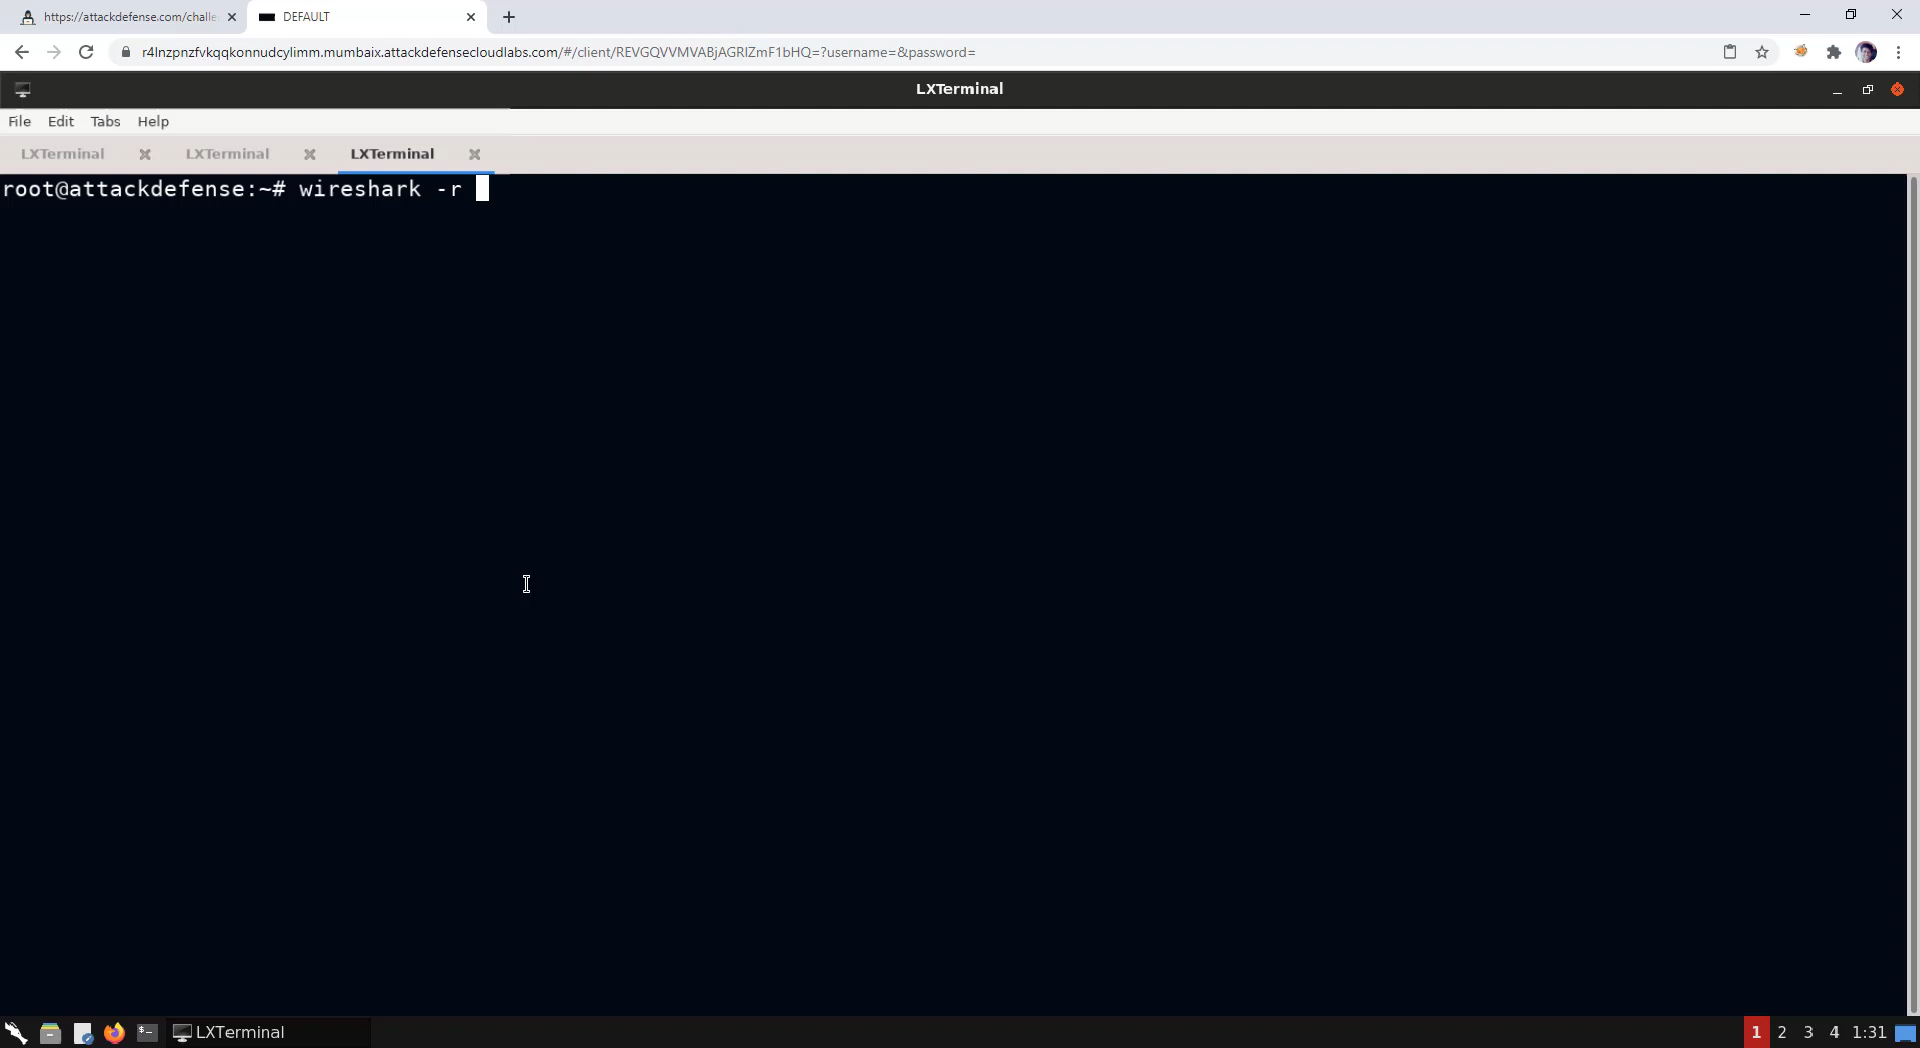 https://attackdefense.com/challe
DEFAULT
r4lnzpnzfvkqqkonnudcylimm.mumbaix.attackdefensecloudlabs.com/#/client/REVGQVVMVABjAGRlZmF1bHQ=?username=&password=
LXTerminal
File Edit Tabs Help
LXTerminal LXTerminal LXTerminal
root@attackdefense:~# wireshark -r
LXTerminal
1 2 3 4 1:31